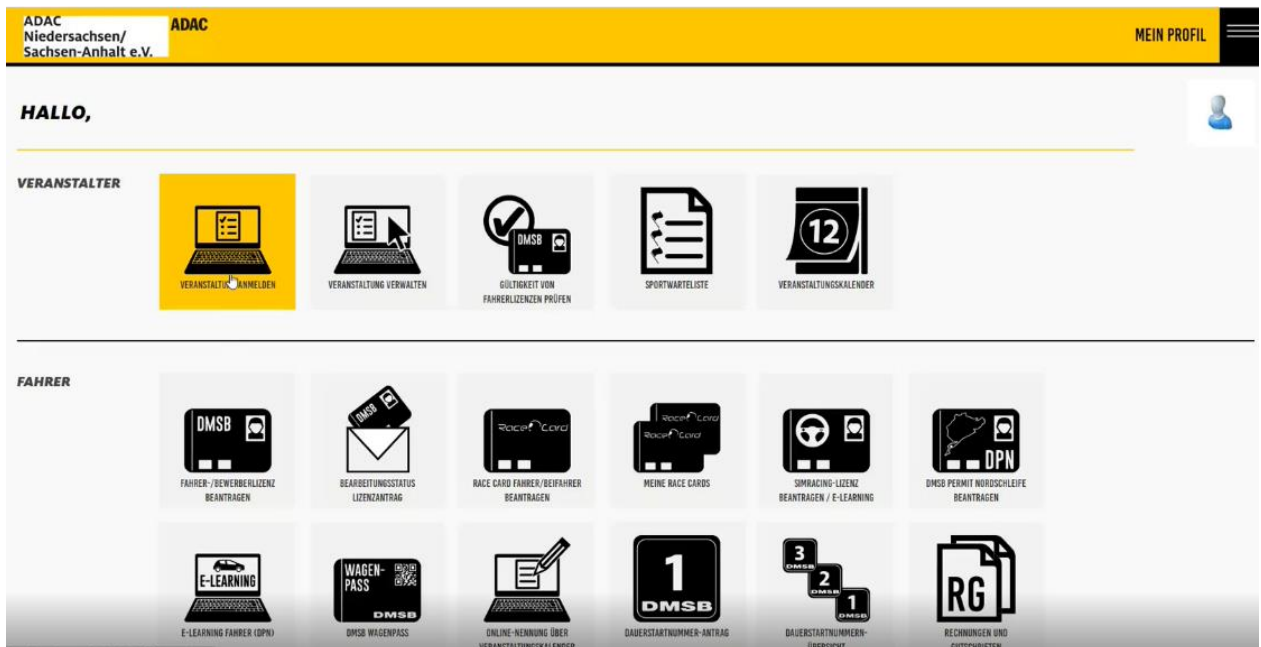 ADAC
Niedersachsen/
Sachsen-Anhalt e.V.
ADAC
MEIN PROFIL
HALLO,
VERANSTALTER
VERANSTALTUNG ANMELDEN
VERANSTALTUNG VERWALTEN
DMSB
GÜLTIGKEIT VON
FAHRERLIZENZEN PRÜFEN
SPORTWARTELISTE
12
VERANSTALTUNGSKALENDER
FAHRER
DMSB
FAHRER-/BEWERBERLIZENZ
BEANTRAGEN
DMSB
BEARBEITUNGSSTATUS
LIZENZANTRAG
Race Card
RACE CARD FAHRER/BEIFAHRER
BEANTRAGEN
Race Card
Race Card
MEINE RACE CARDS
SIMRACING-LIZENZ
BEANTRAGEN / E-LEARNING
DPN
DMSB PERMIT NORDSCHLEIFE
BEANTRAGEN
E-LEARNING
E-LEARNING FAHRER (DPN)
WAGEN-
PASS
DMSB
DMSB WAGENPASS
ONLINE-NENNUNG ÜBER
VERANSTALTUNGSKALENDER
1
DMSB
DAUERSTARTNUMMER-ANTRAG
3
DMSB
2
1
DMSB
DAUERSTARTNUMMERN-
ÜBERSICHT
RG
RECHNUNGEN UND
GUTSCHRIFTEN